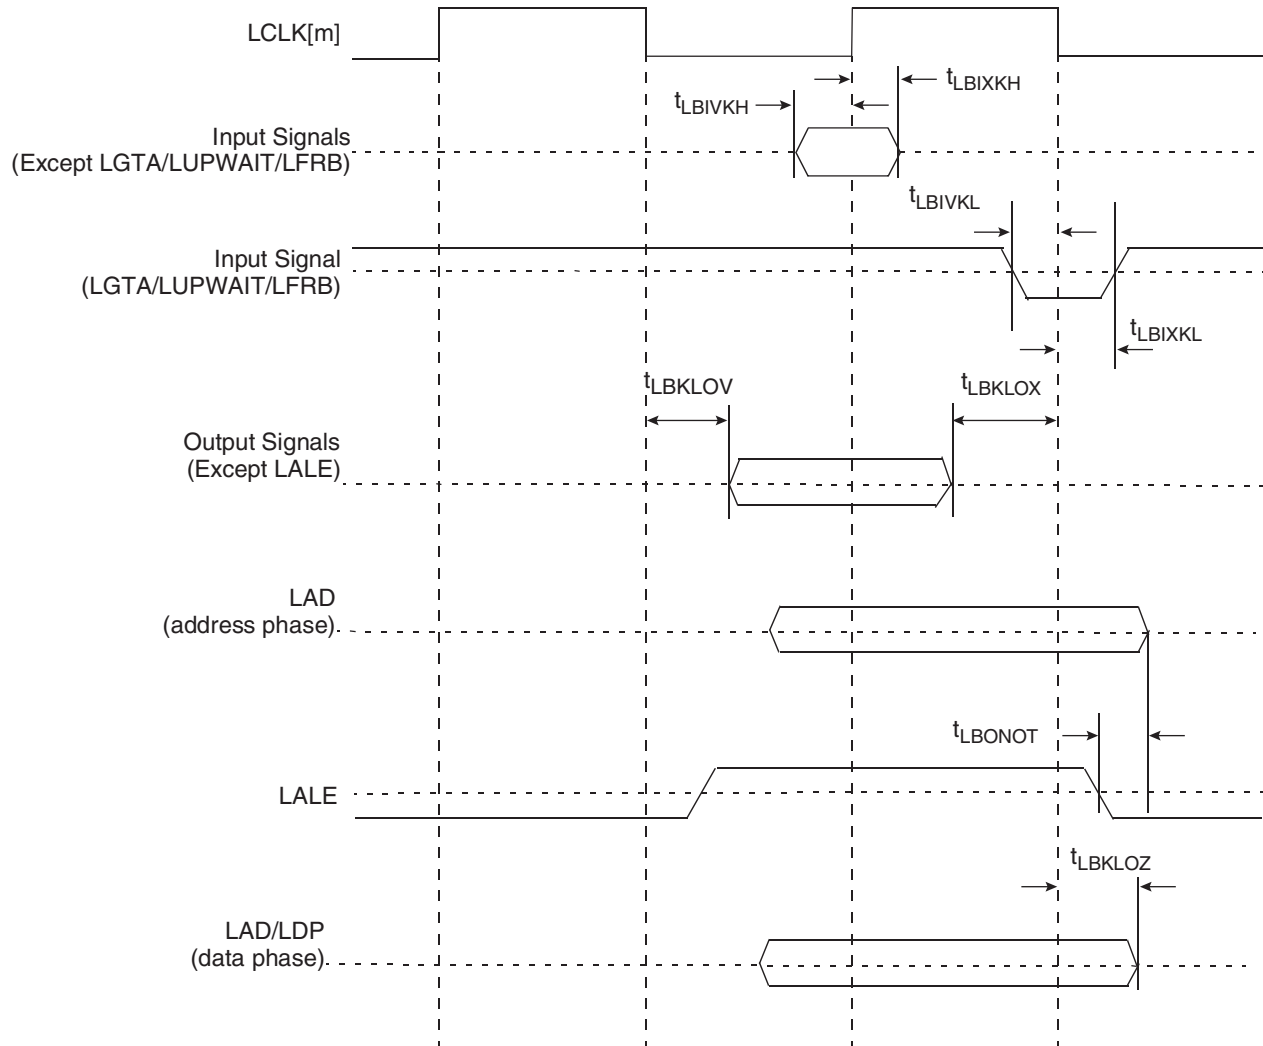 LCLK[m]
tLBIXKH
tLBIVKH
Input Signals
(Except LGTA/LUPWAIT/LFRB)
tLBIVKL
Input Signal
(LGTA/LUPWAIT/LFRB)
tLBIXKL
tLBKLOV
tLBKLOX
Output Signals
(Except LALE)
LAD
(address phase)
tLBONOT
LALE
tLBKLOZ
LAD/LDP
(data phase)